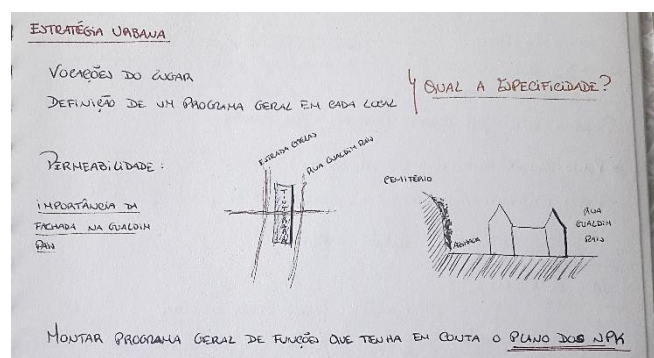 ESTRATÉGIA URBANA
VOCAÇÕES DO LUGAR
DEFINIÇÃO DE UM PROGRAMA GERAL EM CADA LOCAL
QUAL A ESPECIFICIDADE?
PERMEABILIDADE:
IMPORTÂNCIA DA
FACHADA NA GUALDIM
PAIS
ESTRADA CHELAS
RUA GUALDIM PAIS
CEMITÉRIO
RUA
GUALDIM
PAIS
MONTAR PROGRAMA GERAL DE FUNÇÕES QUE TENHA EM CONTA O PLANO DOS NPK